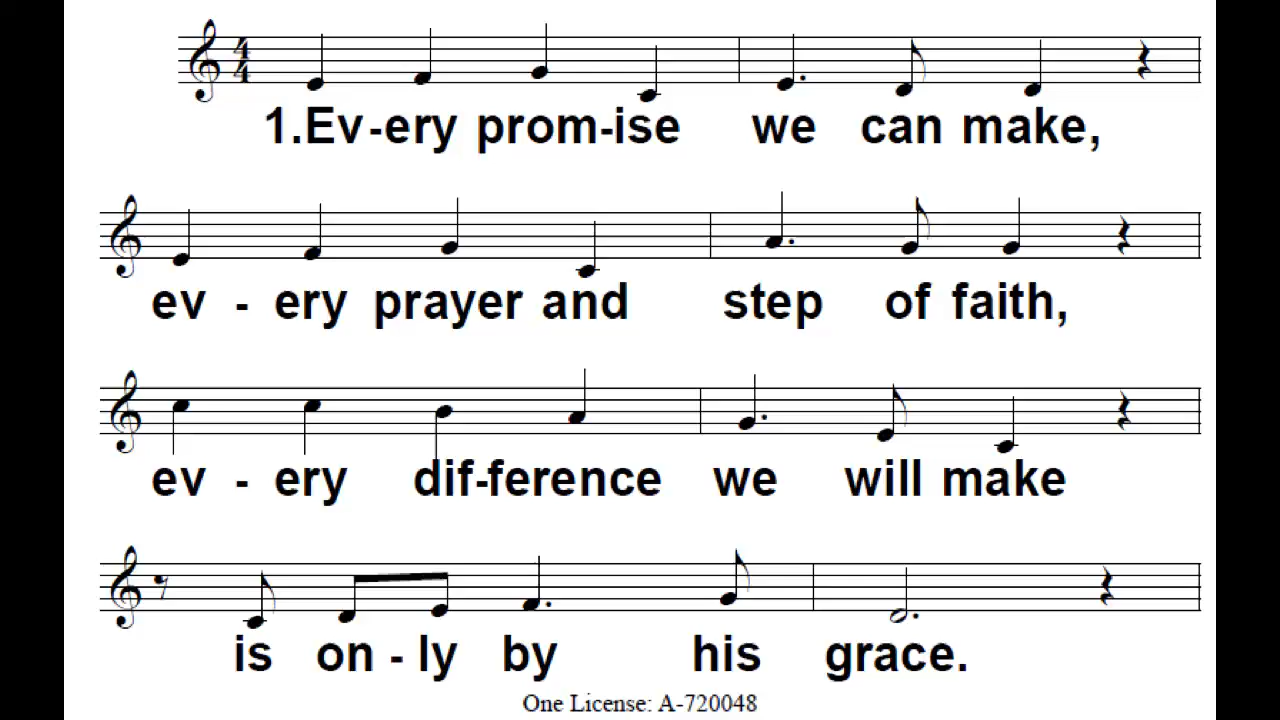 1.Ev-ery prom-ise we can make,
ev - ery prayer and step of faith,
ev - ery dif-ference we will make
is on - ly by his grace.
One License: A-720048